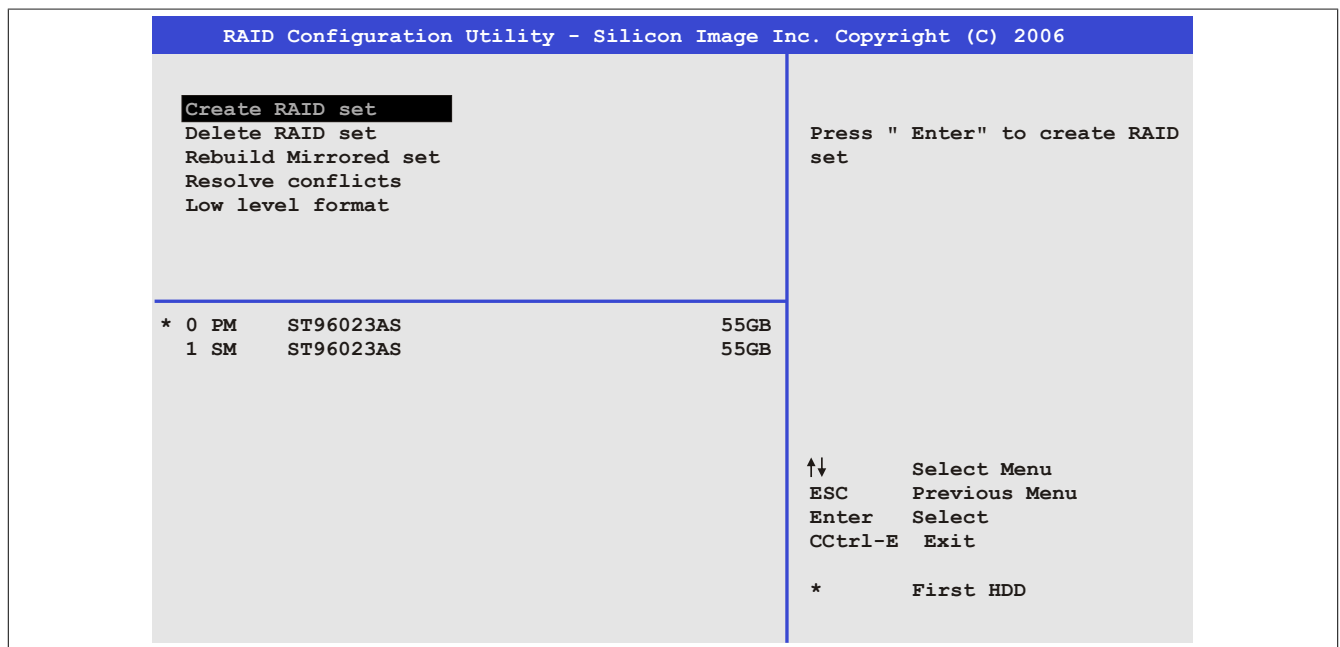 RAID Configuration Utility - Silicon Image Inc. Copyright (C) 2006
Create RAID set
Delete RAID set
Rebuild Mirrored set
Resolve conflicts
Low level format
Press " Enter" to create RAID
set
* 0 PM ST96023AS 55GB
1 SM ST96023AS 55GB
↑↓ Select Menu
ESC Previous Menu
Enter Select
CCtrl-E Exit
* First HDD